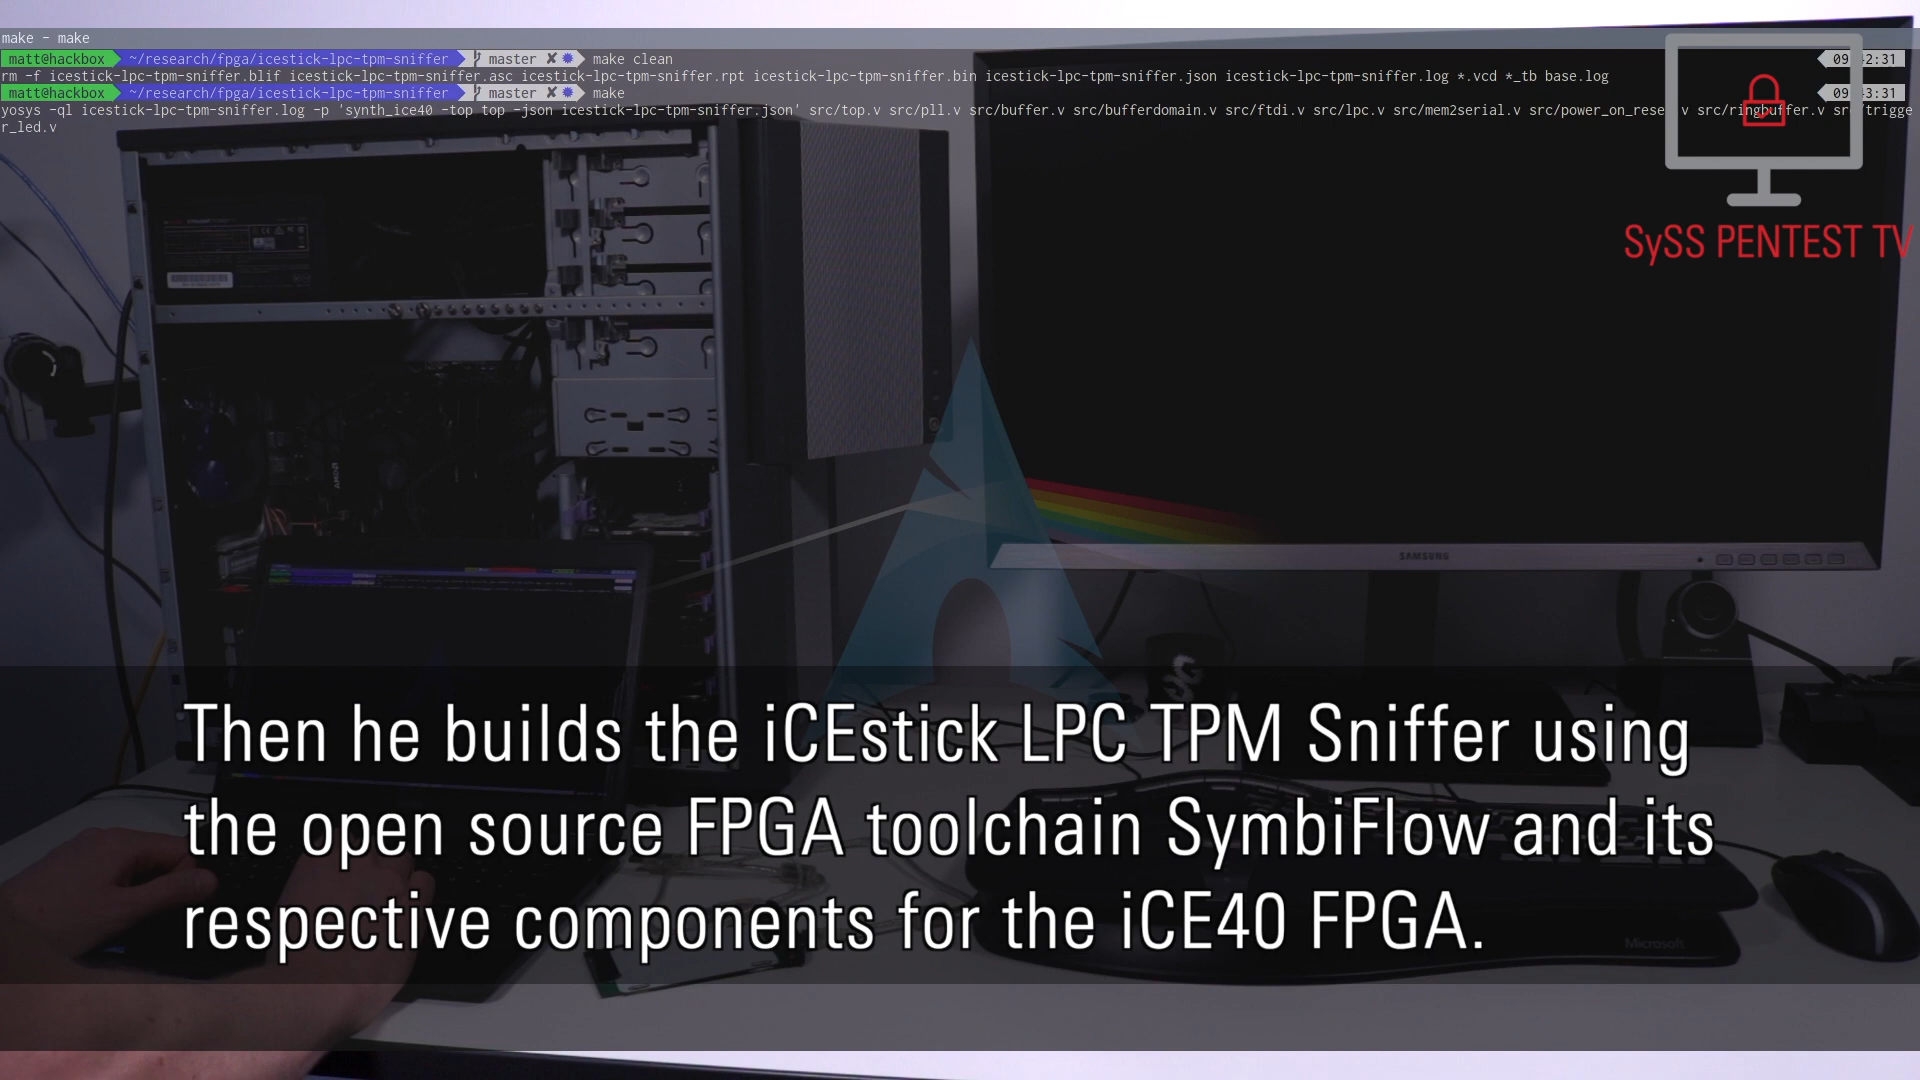 make - make
matt@hackbox ~/research/fpga/icestick-lpc-tpm-sniffer master ✘ ✹ make clean
rm -f icestick-lpc-tpm-sniffer.blif icestick-lpc-tpm-sniffer.asc icestick-lpc-tpm-sniffer.rpt icestick-lpc-tpm-sniffer.bin icestick-lpc-tpm-sniffer.json icestick-lpc-tpm-sniffer.log *.vcd *_tb base.log
matt@hackbox ~/research/fpga/icestick-lpc-tpm-sniffer master ✘ ✹ make
yosys -ql icestick-lpc-tpm-sniffer.log -p 'synth_ice40 -top top -json icestick-lpc-tpm-sniffer.json' src/top.v src/pll.v src/buffer.v src/bufferdomain.v src/ftdi.v src/lpc.v src/mem2serial.v src/ringbuffer.v
r_led.v
SySS PENTEST TV
SAMSUNG
Then he builds the iCEstick LPC TPM Sniffer using
the open source FPGA toolchain SymbiFlow and its
respective components for the iCE40 FPGA.
Microsoft